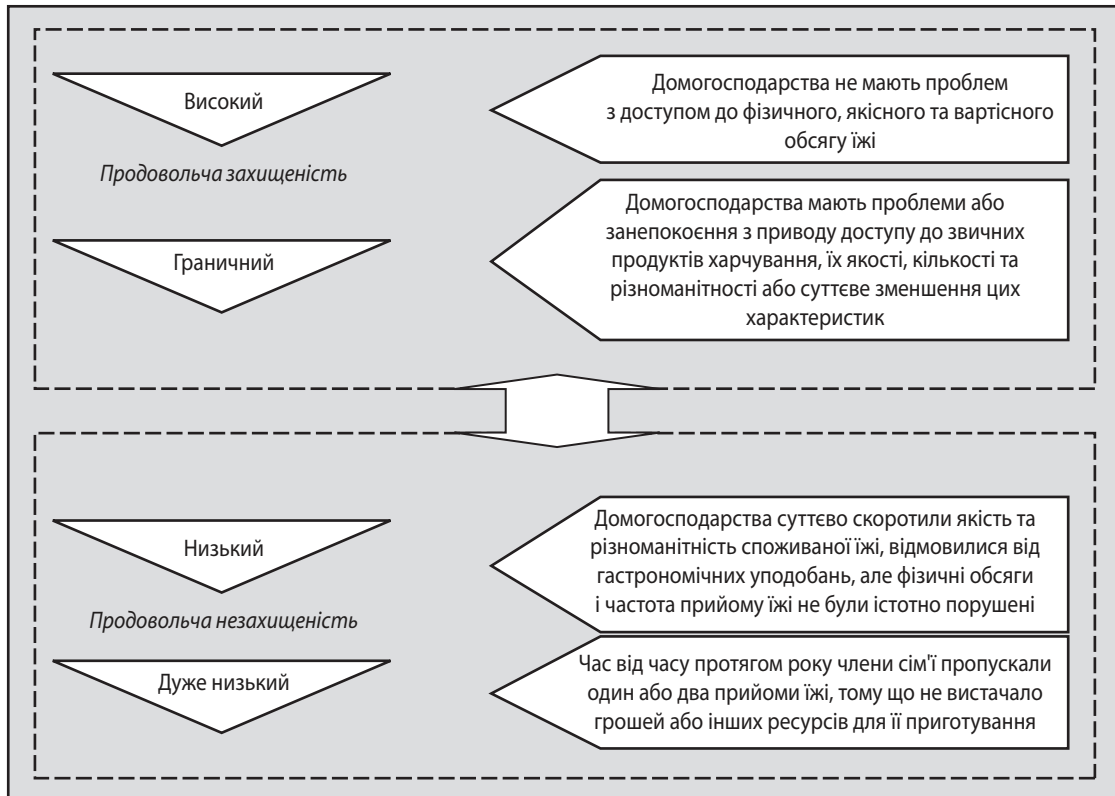 Високий
Домогосподарства не мають проблем
з доступом до фізичного, якісного та вартісного
обсягу їжі
Продовольча захищеність
Граничний
Домогосподарства мають проблеми або
занепокоєння з приводу доступу до звичних
продуктів харчування, їх якості, кількості та
різноманітності або суттєве зменшення цих
характеристик
Низький
Домогосподарства суттєво скоротили якість та
різноманітність споживаної їжі, відмовилися від
гастрономічних уподобань, але фізичні обсяги
і частота прийому їжі не були істотно порушені
Продовольча незахищеність
Дуже низький
Час від часу протягом року члени сім'ї пропускали
один або два прийоми їжі, тому що не вистачало
грошей або інших ресурсів для її приготування